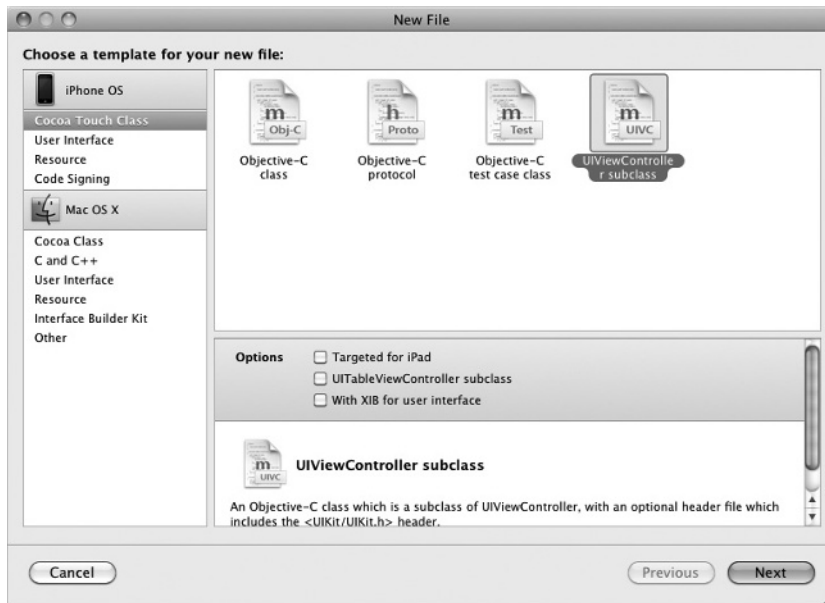 New File
Choose a template for your new file:
iPhone OS
Cocoa Touch Class
User Interface
Resource
Code Signing
Mac OS X
Cocoa Class
C and C++
User Interface
Resource
Interface Builder Kit
Other
m
Obj-C
Objective-C
class
h
Proto
Objective-C
protocol
m
Test
Objective-C
test case class
m
UIVC
UIViewControlle
r subclass
Options
Targeted for iPad
UITableViewController subclass
With XIB for user interface
m
UIVC
UIViewController subclass
An Objective-C class which is a subclass of UIViewController, with an optional header file which
includes the <UIKit/UIKit.h> header.
Cancel
Previous
Next